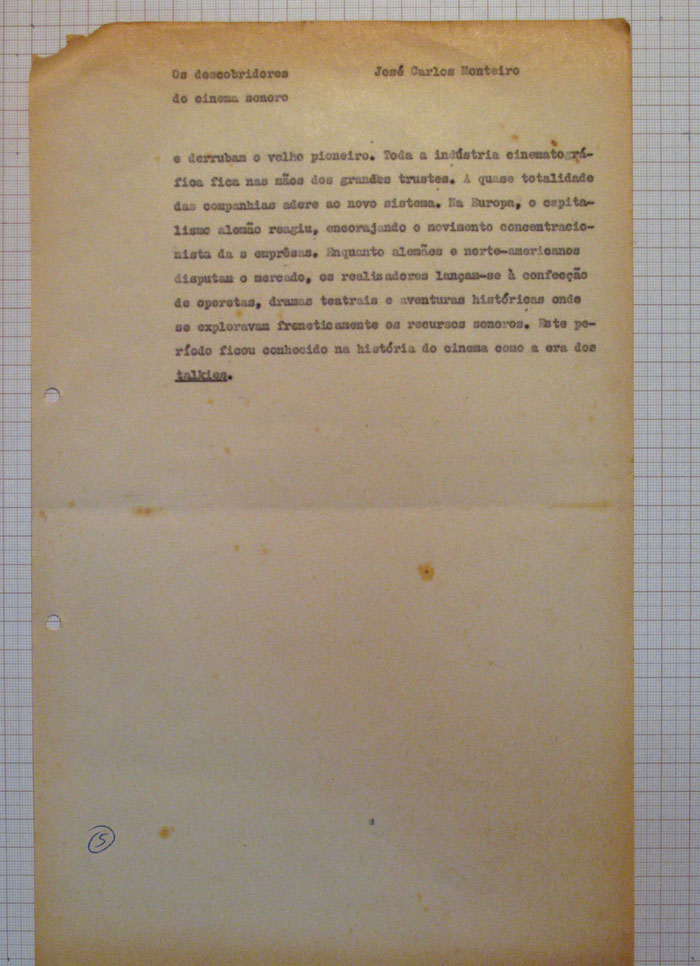 Os descobridores José Carlos Monteiro
do cinema sonoro
e derrubam o velho pioneiro. Toda a indústria cinematográ-
fica fica nas mãos dos grandes trustes. A quase totalidade
das companhias adere ao novo sistema. Na Europa, o capita-
lismo alemão reagiu, encorajando o movimento concentracio-
nista da s emprêsas. Enquanto alemães e norte-americanos
disputam o mercado, os realizadores lançam-se à confecção
de operetas, dramas teatrais e aventuras históricas onde
se exploravam freneticamente os recursos sonoros. Este pe-
ríodo ficou conhecido na história do cinema como a era dos
talkies.
5